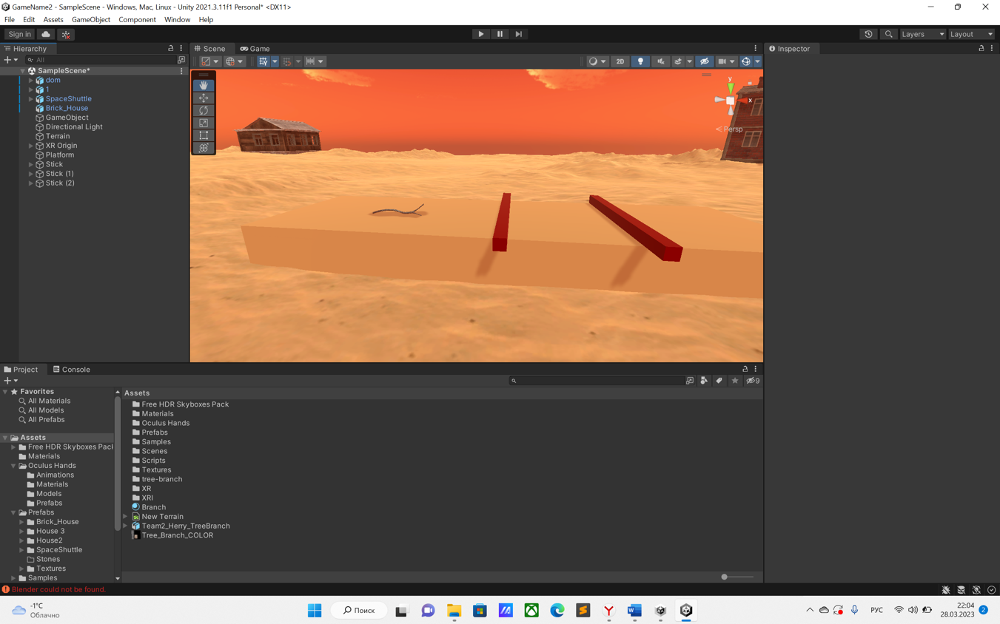 GameName2 - SampleScene - Windows, Mac, Linux - Unity 2021.3.11f1 Personal* <DX11>
File Edit Assets GameObject Component Window Help
Sign in
Layers
Layout
Hierarchy
All
SampleScene*
dom
1
SpaceShuttle
Brick_House
GameObject
Directional Light
Terrain
XR Origin
Platform
Stick
Stick (1)
Stick (2)
Scene Game
2D
y
x
Persp
Inspector
Project Console
9
Favorites
All Materials
All Models
All Prefabs
Assets
Free HDR Skyboxes Pack
Materials
Oculus Hands
Animations
Materials
Models
Prefabs
Prefabs
Brick_House
House 3
House2
SpaceShuttle
Stones
Textures
Samples
Assets
Free HDR Skyboxes Pack
Materials
Oculus Hands
Prefabs
Samples
Scenes
Scripts
Textures
tree-branch
XR
XRI
Branch
New Terrain
Team2_Herry_TreeBranch
Tree_Branch_COLOR
Blender could not be found.
-1°C
Облачно
Поиск
РУС
22:04
28.03.2023
2